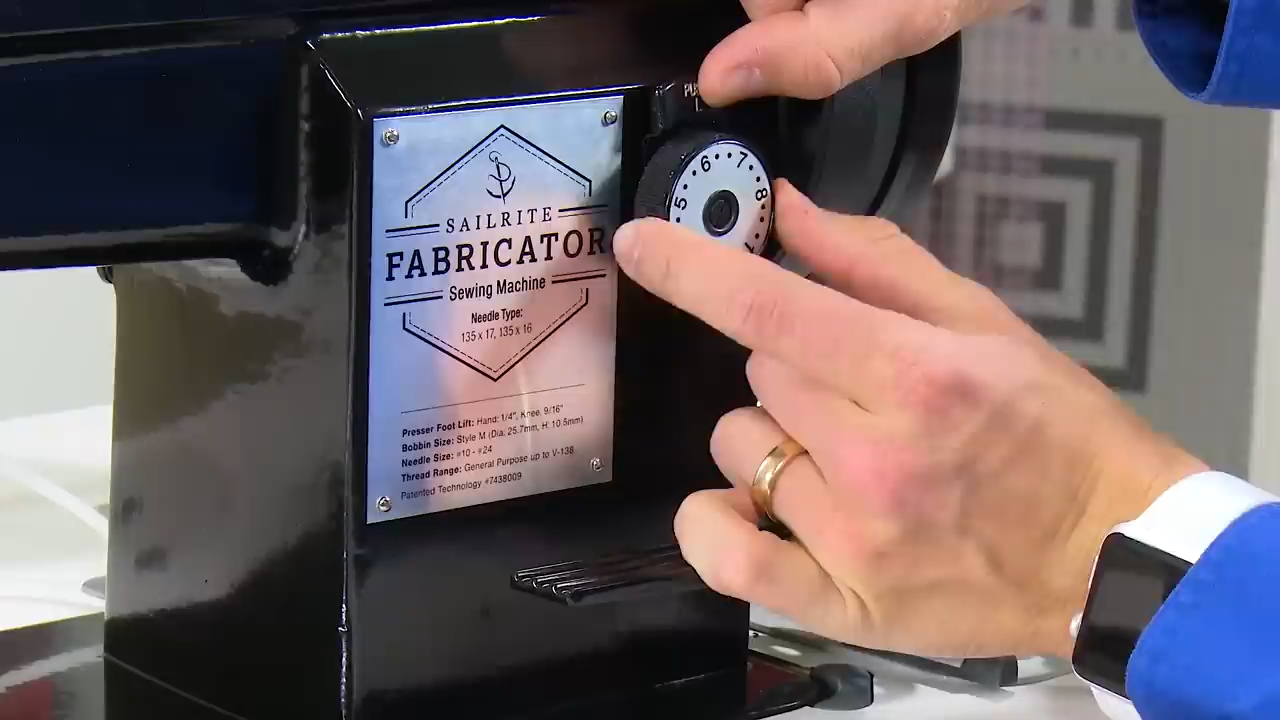 SAILRITE
FABRICATOR
Sewing Machine
Needle Type:
135 x 17, 135 x 16
Presser Foot Lift: Hand: 1/4", Knee: 9/16"
Bobbin Size: Style M (Dia. 25.7mm, H: 10.5mm)
Needle Size: #10 - #24
Thread Range: General Purpose up to V-138
Patented Technology #7438009
5 6 7 8
1